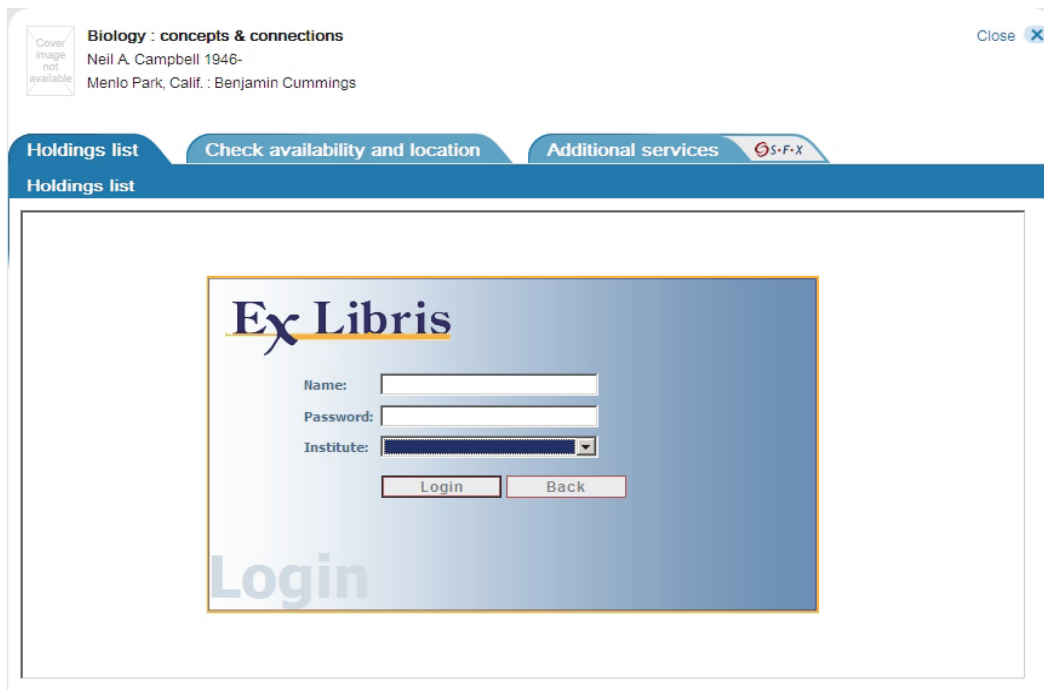 Cover
image
not
available
Biology : concepts & connections
Neil A. Campbell 1946-
Menlo Park, Calif. : Benjamin Cummings
Close
Holdings list
Check availability and location
Additional services
S·F·X
Holdings list
Ex Libris
Name:
Password:
Institute:
Login
Back
Login